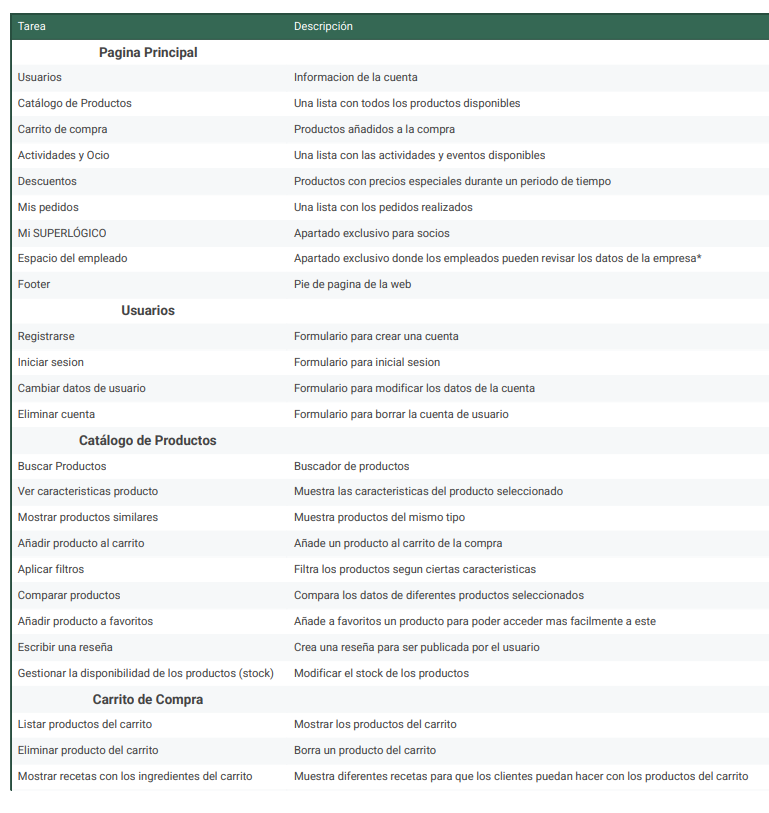 Tarea Descripción
Pagina Principal
Usuarios Informacion de la cuenta
Catálogo de Productos Una lista con todos los productos disponibles
Carrito de compra Productos añadidos a la compra
Actividades y Ocio Una lista con las actividades y eventos disponibles
Descuentos Productos con precios especiales durante un periodo de tiempo
Mis pedidos Una lista con los pedidos realizados
Mi SUPERLÓGICO Apartado exclusivo para socios
Espacio del empleado Apartado exclusivo donde los empleados pueden revisar los datos de la empresa*
Footer Pie de pagina de la web
Usuarios
Registrarse Formulario para crear una cuenta
Iniciar sesion Formulario para inicial sesion
Cambiar datos de usuario Formulario para modificar los datos de la cuenta
Eliminar cuenta Formulario para borrar la cuenta de usuario
Catálogo de Productos
Buscar Productos Buscador de productos
Ver caracteristicas producto Muestra las caracteristicas del producto seleccionado
Mostrar productos similares Muestra productos del mismo tipo
Añadir producto al carrito Añade un producto al carrito de la compra
Aplicar filtros Filtra los productos segun ciertas caracteristicas
Comparar productos Compara los datos de diferentes productos seleccionados
Añadir producto a favoritos Añade a favoritos un producto para poder acceder mas facilmente a este
Escribir una reseña Crea una reseña para ser publicada por el usuario
Gestionar la disponibilidad de los productos (stock) Modificar el stock de los productos
Carrito de Compra
Listar productos del carrito Mostrar los productos del carrito
Eliminar producto del carrito Borra un producto del carrito
Mostrar recetas con los ingredientes del carrito Muestra diferentes recetas para que los clientes puedan hacer con los productos del carrito